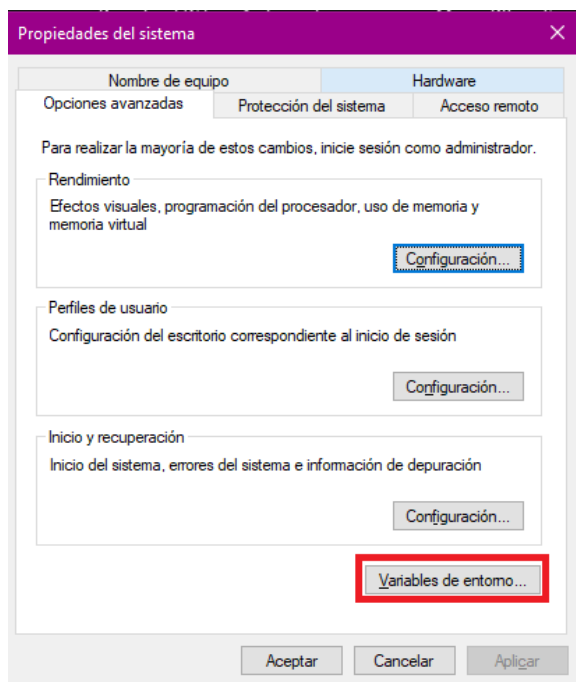 Propiedades del sistema
Nombre de equipo
Hardware
Opciones avanzadas
Protección del sistema
Acceso remoto
Para realizar la mayoría de estos cambios, inicie sesión como administrador.
Rendimiento
Efectos visuales, programación del procesador, uso de memoria y
memoria virtual
Configuración...
Perfiles de usuario
Configuración del escritorio correspondiente al inicio de sesión
Configuración...
Inicio y recuperación
Inicio del sistema, errores del sistema e información de depuración
Configuración...
Variables de entorno...
Aceptar
Cancelar
Aplicar